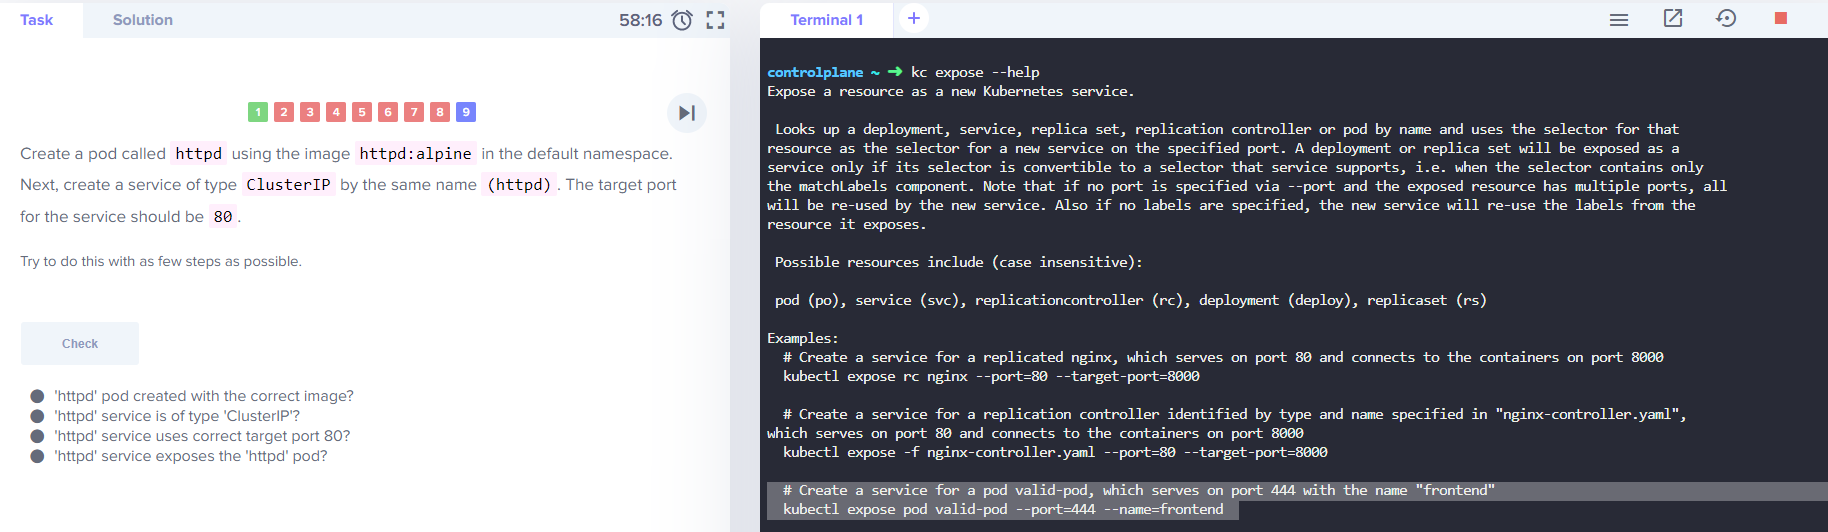 Task Solution 58:16
1 2 3 4 5 6 7 8 9
Create a pod called httpd using the image httpd:alpine in the default namespace.
Next, create a service of type ClusterIP by the same name (httpd) . The target port
for the service should be 80 .
Try to do this with as few steps as possible.
Check
'httpd' pod created with the correct image?
'httpd' service is of type 'ClusterIP'?
'httpd' service uses correct target port 80?
'httpd' service exposes the 'httpd' pod?
Terminal 1 +
controlplane ~ ➜ kc expose --help
Expose a resource as a new Kubernetes service.
Looks up a deployment, service, replica set, replication controller or pod by name and uses the selector for that
resource as the selector for a new service on the specified port. A deployment or replica set will be exposed as a
service only if its selector is convertible to a selector that service supports, i.e. when the selector contains only
the matchLabels component. Note that if no port is specified via --port and the exposed resource has multiple ports, all
will be re-used by the new service. Also if no labels are specified, the new service will re-use the labels from the
resource it exposes.
Possible resources include (case insensitive):
pod (po), service (svc), replicationcontroller (rc), deployment (deploy), replicaset (rs)
Examples:
# Create a service for a replicated nginx, which serves on port 80 and connects to the containers on port 8000
kubectl expose rc nginx --port=80 --target-port=8000
# Create a service for a replication controller identified by type and name specified in "nginx-controller.yaml",
which serves on port 80 and connects to the containers on port 8000
kubectl expose -f nginx-controller.yaml --port=80 --target-port=8000
# Create a service for a pod valid-pod, which serves on port 444 with the name "frontend"
kubectl expose pod valid-pod --port=444 --name=frontend